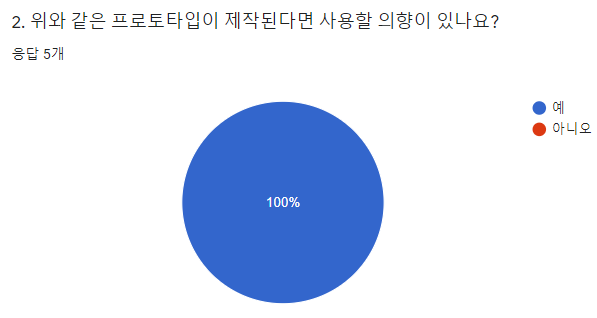 2. 위와 같은 프로토타입이 제작된다면 사용할 의향이 있나요?
응답 5개
예
아니오
100%